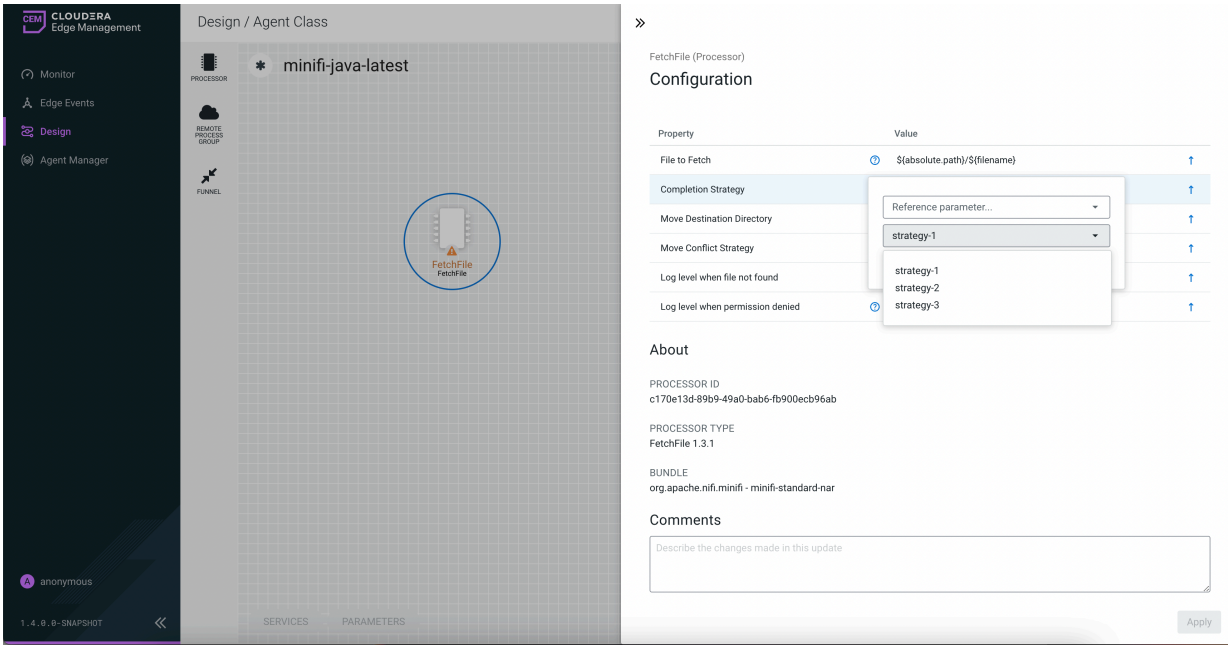 CEM
CLOUDERA
Edge Management
Monitor
Edge Events
Design
Agent Manager
A anonymous
1.4.0.0-SNAPSHOT
Design / Agent Class
PROCESSOR
REMOTE
PROCESS
GROUP
FUNNEL
minifi-java-latest
FetchFile
FetchFile
SERVICES PARAMETERS
FetchFile (Processor)
Configuration
Property Value
File to Fetch ${absolute.path}/${filename}
Completion Strategy
Reference parameter...
Move Destination Directory
strategy-1
Move Conflict Strategy
strategy-1
Log level when file not found
strategy-2
Log level when permission denied
strategy-3
About
PROCESSOR ID
c170e13d-89b9-49a0-bab6-fb900ecb96ab
PROCESSOR TYPE
FetchFile 1.3.1
BUNDLE
org.apache.nifi.minifi - minifi-standard-nar
Comments
Describe the changes made in this update
Apply